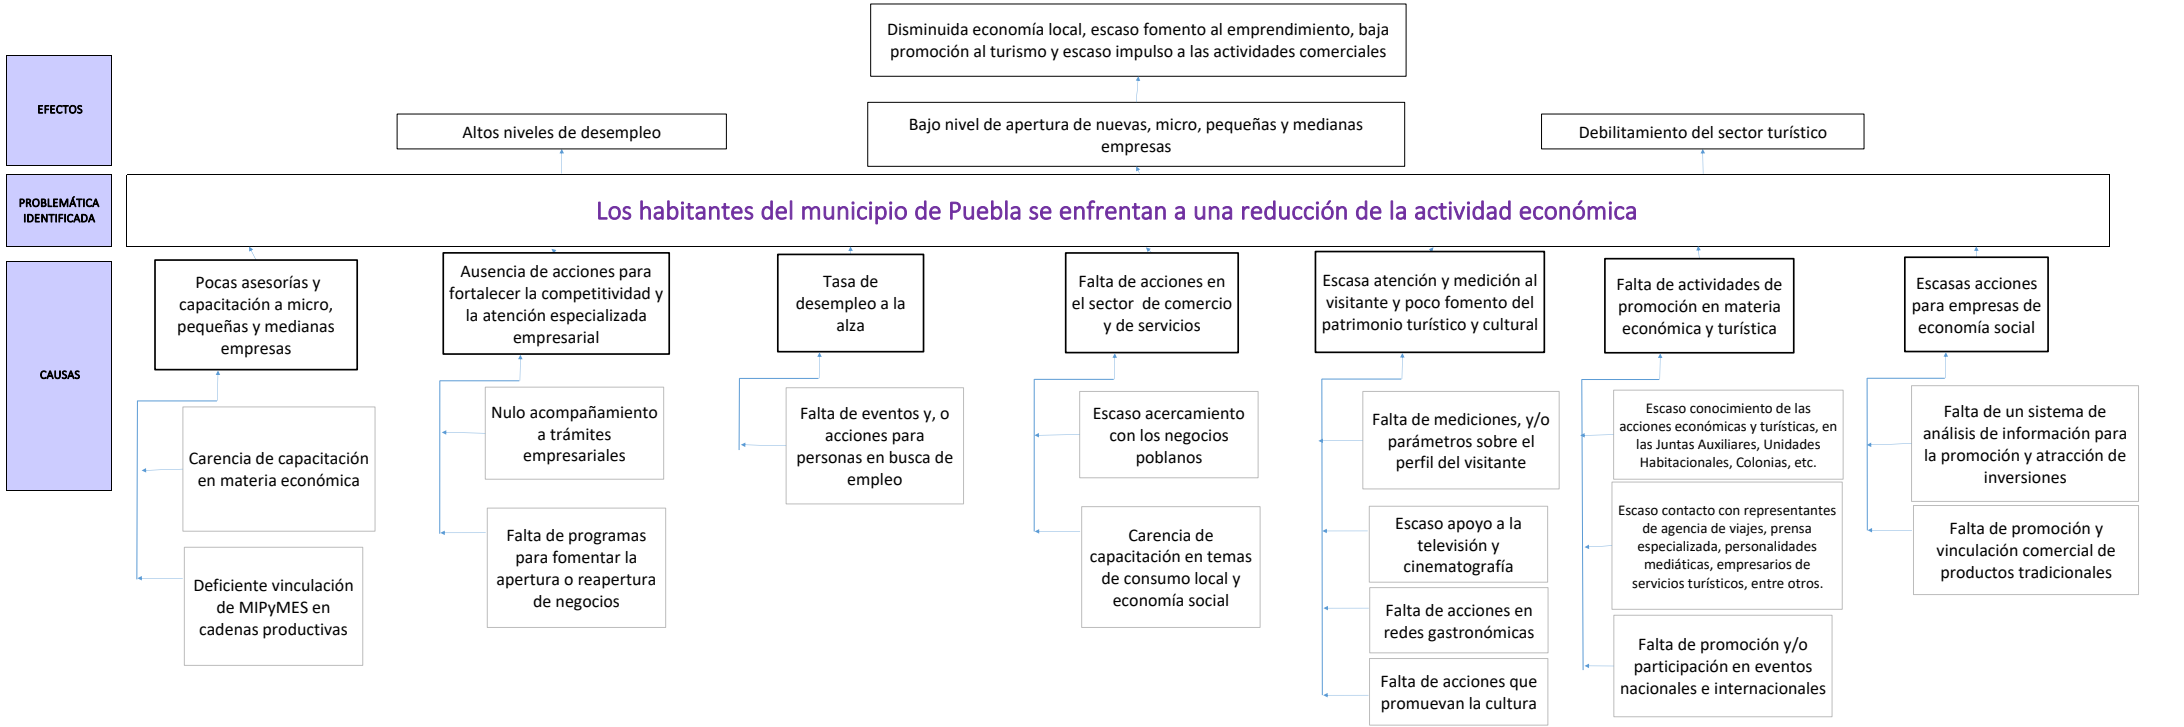 Disminuida economía local, escaso fomento al emprendimiento, baja
promoción al turismo y escaso impulso a las actividades comerciales
EFECTOS
Altos niveles de desempleo
Bajo nivel de apertura de nuevas, micro, pequeñas y medianas
empresas
Debilitamiento del sector turístico
PROBLEMÁTICA
IDENTIFICADA
Los habitantes del municipio de Puebla se enfrentan a una reducción de la actividad económica
CAUSAS
Pocas asesorías y
capacitación a micro,
pequeñas y medianas
empresas
Carencia de capacitación
en materia económica
Deficiente vinculación
de MIPyMES en
cadenas productivas
Ausencia de acciones para
fortalecer la competitividad y
la atención especializada
empresarial
Nulo acompañamiento
a trámites
empresariales
Falta de programas
para fomentar la
apertura o reapertura
de negocios
Tasa de
desempleo a la
alza
Falta de eventos y, o
acciones para
personas en busca de
empleo
Falta de acciones en
el sector de comercio
y de servicios
Escaso acercamiento
con los negocios
poblanos
Carencia de
capacitación en temas
de consumo local y
economía social
Escasa atención y medición al
visitante y poco fomento del
patrimonio turístico y cultural
Falta de mediciones, y/o
parámetros sobre el
perfil del visitante
Escaso apoyo a la
televisión y
cinematografía
Falta de acciones en
redes gastronómicas
Falta de acciones que
promuevan la cultura
Falta de actividades de
promoción en materia
económica y turística
Escaso conocimiento de las
acciones económicas y turísticas, en
las Juntas Auxiliares, Unidades
Habitacionales, Colonias, etc.
Escaso contacto con representantes
de agencia de viajes, prensa
especializada, personalidades
mediáticas, empresarios de
servicios turísticos, entre otros.
Falta de promoción y/o
participación en eventos
nacionales e internacionales
Escasas acciones
para empresas de
economía social
Falta de un sistema de
análisis de información para
la promoción y atracción de
inversiones
Falta de promoción y
vinculación comercial de
productos tradicionales